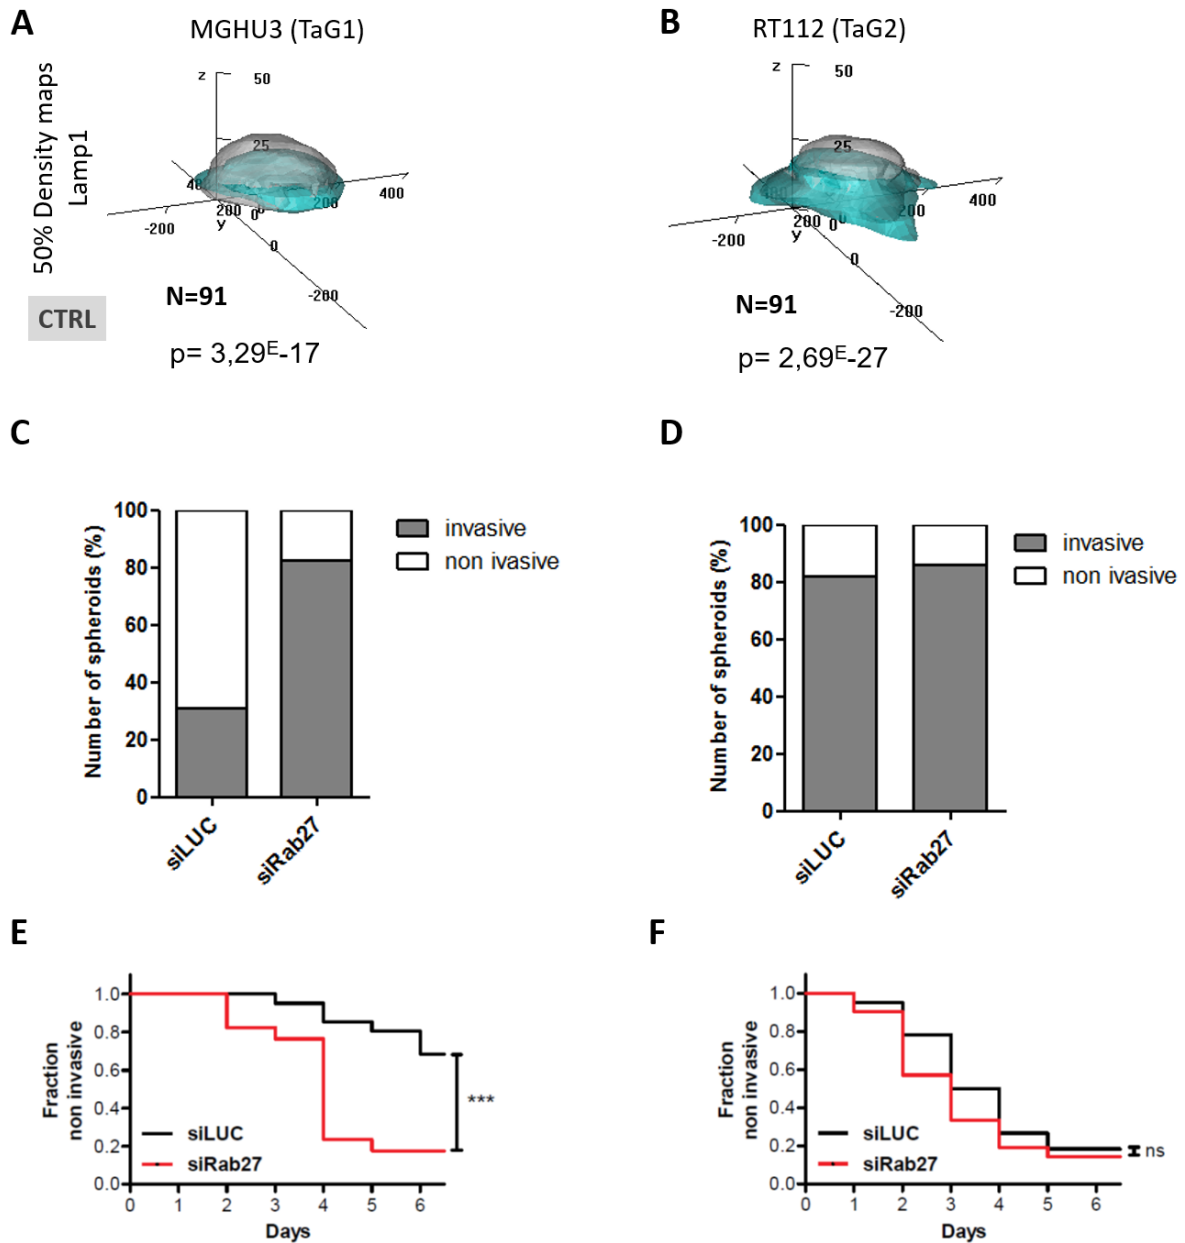 A
MGHU3 (TaG1)
50% Density maps
Lamp1
z
50
25
40
200
400
-200
200
0
y
0
-200
CTRL
N=91
p= 3,29E-17
B
RT112 (TaG2)
z
50
25
400
200
-200
200
0
y
0
-200
N=91
p= 2,69E-27
C
Number of spheroids (%)
100
80
60
40
20
0
siLUC
siRab27
invasive
non ivasive
D
Number of spheroids (%)
100
80
60
40
20
0
siLUC
siRab27
invasive
non ivasive
E
Fraction
non invasive
1.0
0.8
0.6
0.4
0.2
0.0
siLUC
siRab27
***
0 1 2 3 4 5 6
Days
F
Fraction
non invasive
1.0
0.8
0.6
0.4
0.2
0.0
siLUC
siRab27
ns
0 1 2 3 4 5 6
Days